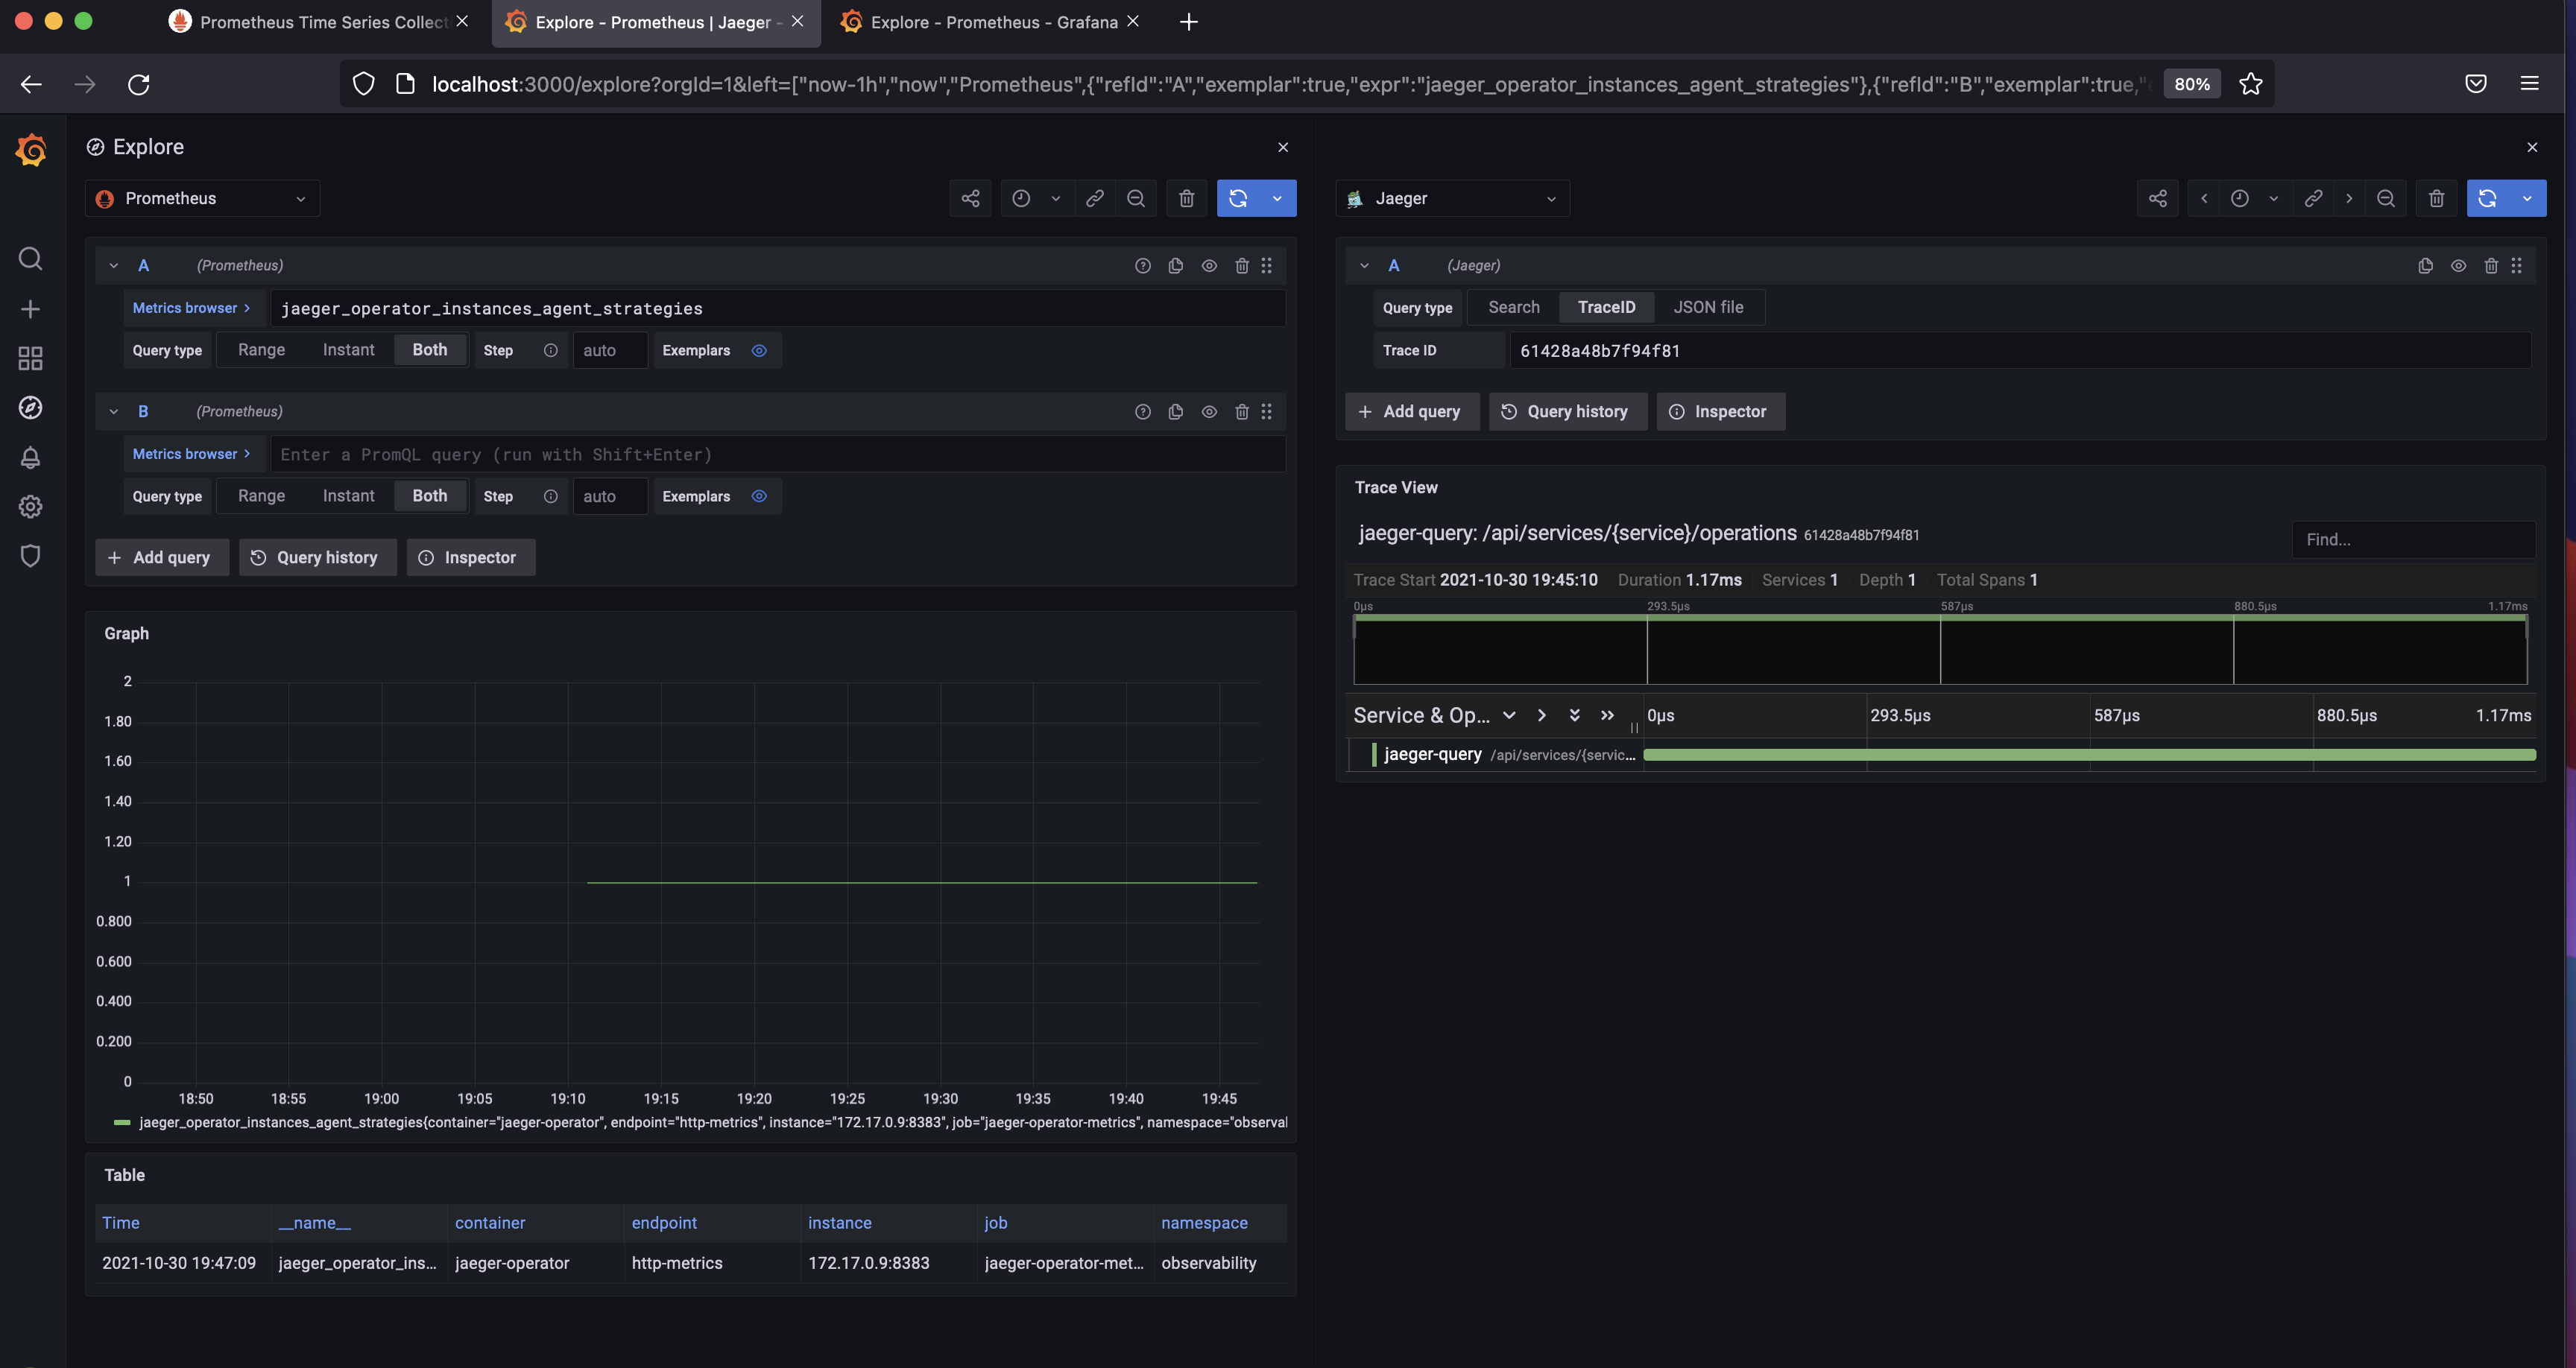 Prometheus Time Series Collect
Explore - Prometheus | Jaeger -
Explore - Prometheus - Grafana
localhost:3000/explore?orgId=1&left=["now-1h","now","Prometheus",{"refId":"A","exemplar":true,"expr":"jaeger_operator_instances_agent_strategies"},{"refId":"B","exemplar":true,"
80%
Explore
Prometheus
A (Prometheus)
Metrics browser > jaeger_operator_instances_agent_strategies
Query type Range Instant Both Step auto Exemplars
B (Prometheus)
Metrics browser > Enter a PromQL query (run with Shift+Enter)
Query type Range Instant Both Step auto Exemplars
+ Add query Query history Inspector
Graph
2
1.80
1.60
1.40
1.20
1
0.800
0.600
0.400
0.200
0
18:50 18:55 19:00 19:05 19:10 19:15 19:20 19:25 19:30 19:35 19:40 19:45
jaeger_operator_instances_agent_strategies{container="jaeger-operator", endpoint="http-metrics", instance="172.17.0.9:8383", job="jaeger-operator-metrics", namespace="observal
Table
Time __name__ container endpoint instance job namespace
2021-10-30 19:47:09 jaeger_operator_ins... jaeger-operator http-metrics 172.17.0.9:8383 jaeger-operator-met... observability
Jaeger
A (Jaeger)
Query type Search TraceID JSON file
Trace ID 61428a48b7f94f81
+ Add query Query history Inspector
Trace View
jaeger-query: /api/services/{service}/operations 61428a48b7f94f81
Find...
Trace Start 2021-10-30 19:45:10 Duration 1.17ms Services 1 Depth 1 Total Spans 1
0μs 293.5μs 587μs 880.5μs 1.17ms
Service & Op... 0μs 293.5μs 587μs 880.5μs 1.17ms
jaeger-query /api/services/{servic...